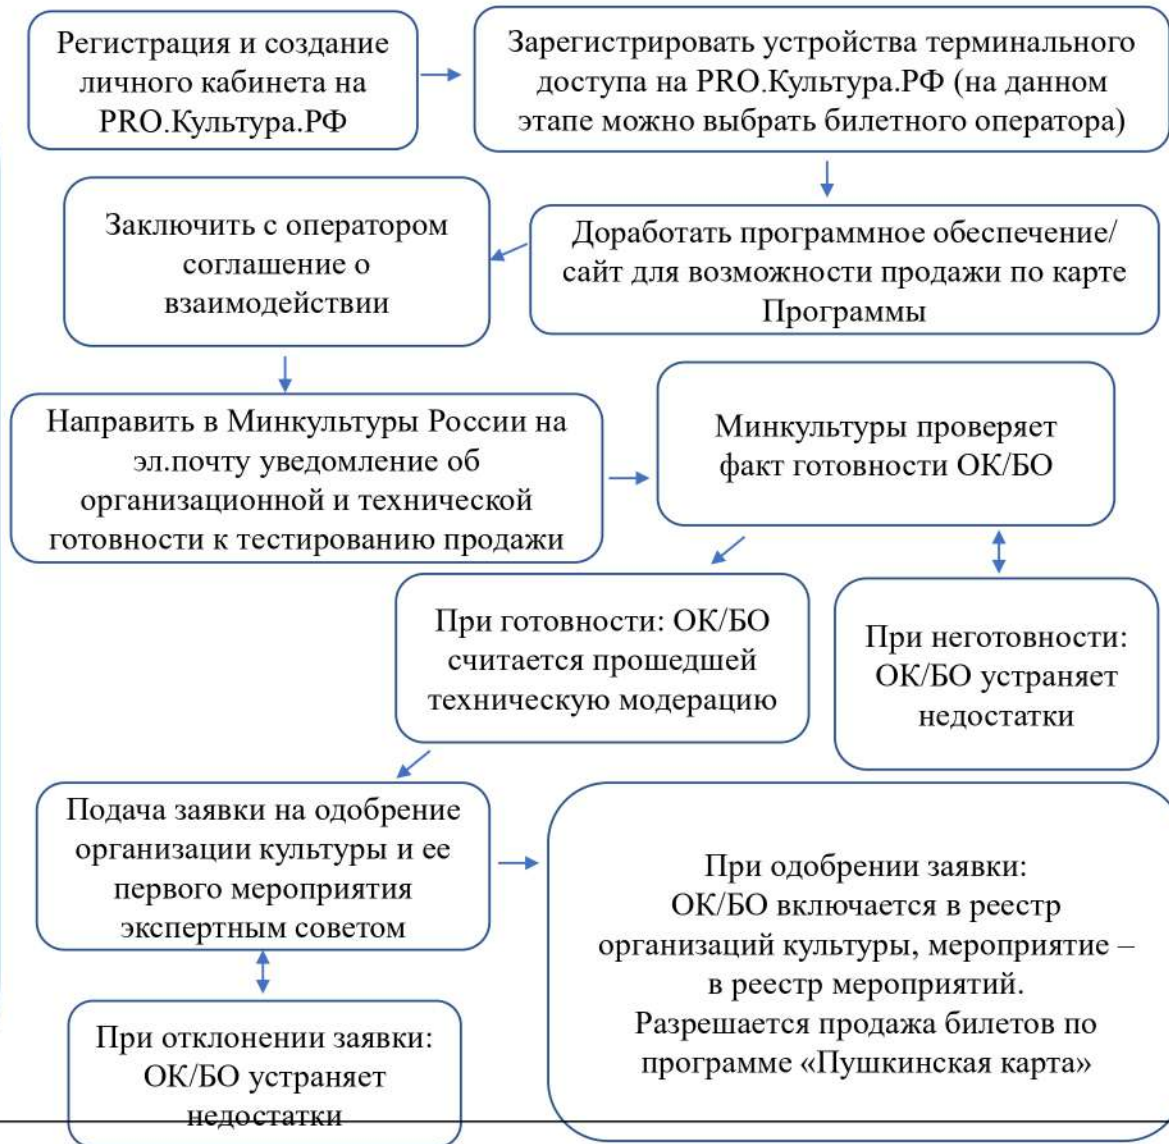 Регистрация и создание
личного кабинета на
PRO.Культура.РФ
Зарегистрировать устройства терминального
доступа на PRO.Культура.РФ (на данном
этапе можно выбрать билетного оператора)
Доработать программное обеспечение/
сайт для возможности продажи по карте
Программы
Заключить с оператором
соглашение о
взаимодействии
Направить в Минкультуры России на
эл.почту уведомление об
организационной и технической
готовности к тестированию продажи
Минкультуры проверяет
факт готовности ОК/БО
При готовности: ОК/БО
считается прошедшей
техническую модерацию
При неготовности:
ОК/БО устраняет
недостатки
Подача заявки на одобрение
организации культуры и ее
первого мероприятия
экспертным советом
При одобрении заявки:
ОК/БО включается в реестр
организаций культуры, мероприятие –
в реестр мероприятий.
Разрешается продажа билетов по
программе «Пушкинская карта»
При отклонении заявки:
ОК/БО устраняет
недостатки